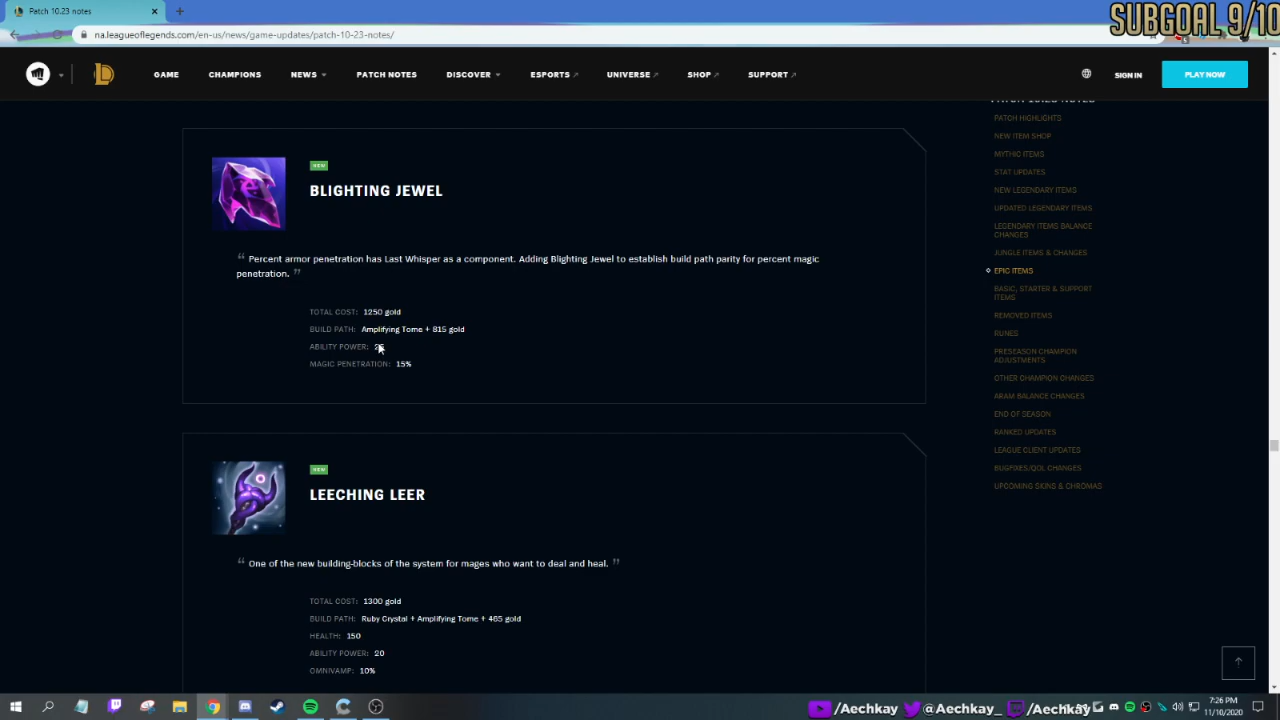 Patch 10.23 notes
SUBGOAL 9/10
na.leagueoflegends.com/en-us/news/game-updates/patch-10-23-notes/
GAME
CHAMPIONS
NEWS
PATCH NOTES
DISCOVER
ESPORTS
UNIVERSE
SHOP
SUPPORT
SIGN IN
PLAY NOW
NEW
BLIGHTING JEWEL
“ Percent armor penetration has Last Whisper as a component. Adding Blighting Jewel to establish build path parity for percent magic
penetration. ”
TOTAL COST: 1250 gold
BUILD PATH: Amplifying Tome + 815 gold
ABILITY POWER:
MAGIC PENETRATION: 15%
NEW
LEECHING LEER
“ One of the new building-blocks of the system for mages who want to deal and heal. ”
TOTAL COST: 1300 gold
BUILD PATH: Ruby Crystal + Amplifying Tome + 465 gold
HEALTH: 150
ABILITY POWER: 20
OMNIVAMP: 10%
PATCH 10.23 NOTES
PATCH HIGHLIGHTS
NEW ITEM SHOP
MYTHIC ITEMS
STAT UPDATES
NEW LEGENDARY ITEMS
UPDATED LEGENDARY ITEMS
LEGENDARY ITEMS BALANCE
CHANGES
JUNGLE ITEMS & CHANGES
EPIC ITEMS
BASIC, STARTER & SUPPORT
ITEMS
REMOVED ITEMS
RUNES
PRESEASON CHAMPION
ADJUSTMENTS
OTHER CHAMPION CHANGES
ARAM BALANCE CHANGES
END OF SEASON
RANKED UPDATES
LEAGUE CLIENT UPDATES
BUGFIXES/QOL CHANGES
UPCOMING SKINS & CHROMAS
/Aechkay
@Aechkay_
/Aechkay
7:26 PM
11/10/2020